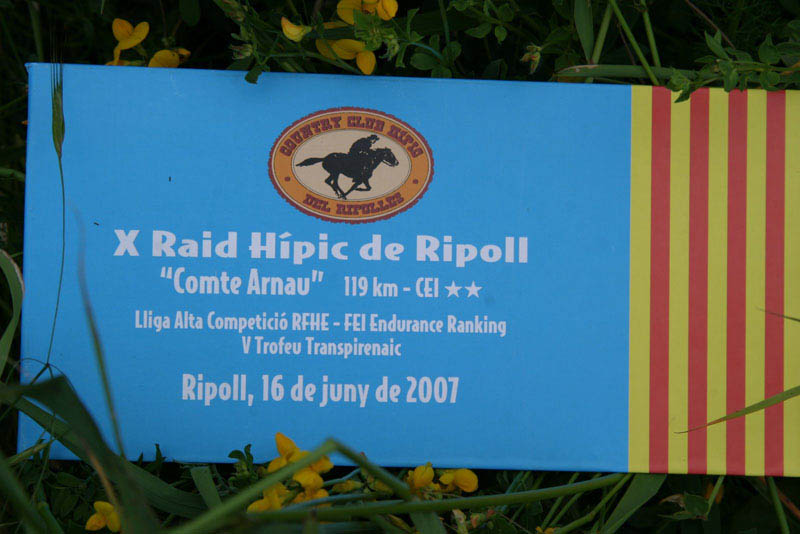 COUNTRY CLUB HÍPIC
DEL RIPOLLÈS
X Raid Hípic de Ripoll
“Comte Arnau” 119 km - CEI ★★
Lliga Alta Competició RFHE - FEI Endurance Ranking
V Trofeu Transpirenaic
Ripoll, 16 de juny de 2007